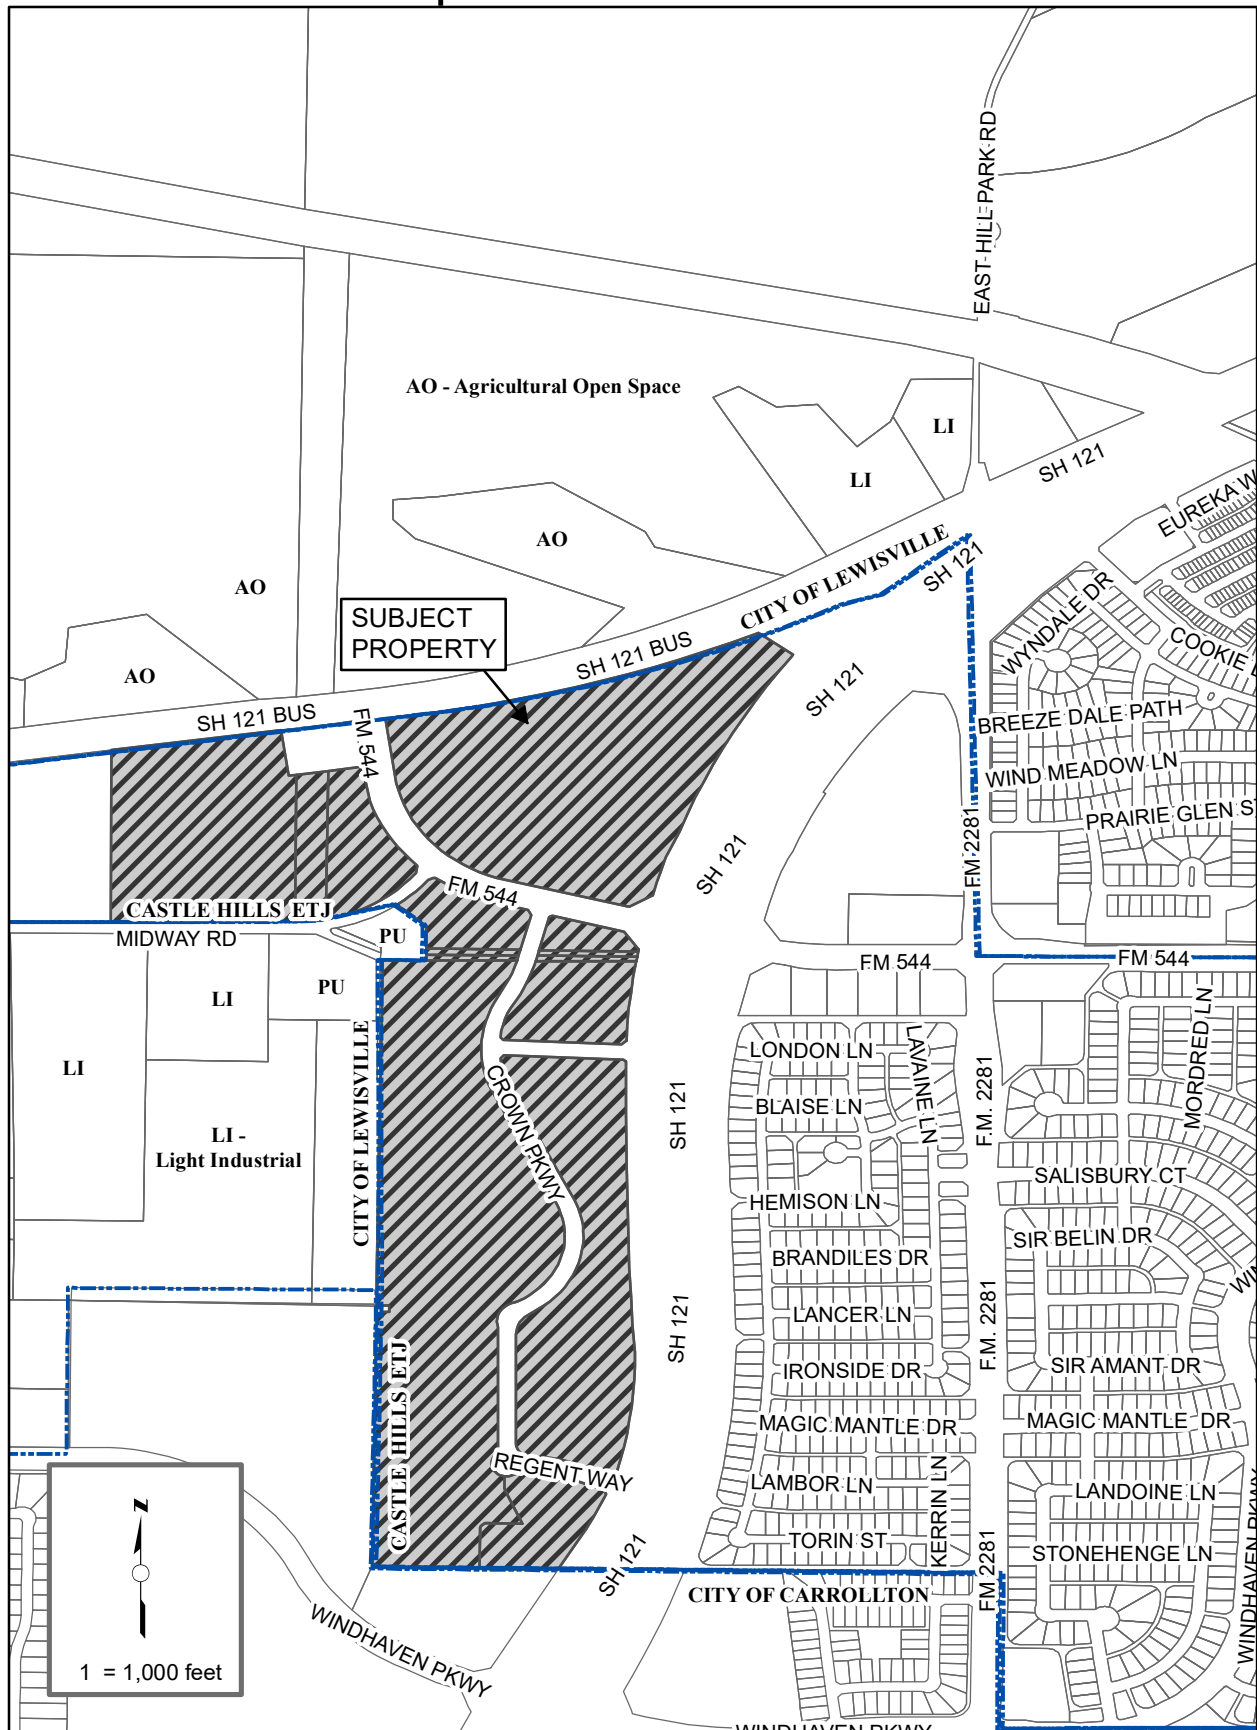 EAST HILL PARK RD
AO - Agricultural Open Space
LI
LI
SH 121
EUREKA W
AO
CITY OF LEWISVILLE
SH 121
AO
WYNDALE DR
COOKIE
SUBJECT
PROPERTY
SH 121 BUS
AO
SH 121
SH 121 BUS
FM 544
BREEZE DALE PATH
WIND MEADOW LN
PRAIRIE GLEN S
FM 2281
SH 121
FM 544
CASTLE HILLS ETJ
MIDWAY RD
PU
FM 544
FM 544
LI
PU
LI
CITY OF LEWISVILLE
LI -
Light Industrial
CROWN PKWY
SH 121
LONDON LN
LAVAINE LN
BLAISE LN
F.M. 2281
MORDRED LN
HEMISON LN
SALISBURY CT
BRANDILES DR
SIR BELIN DR
LANCER LN
SH 121
F.M. 2281
WIN
IRONSIDE DR
SIR AMANT DR
CASTLE HILLS ETJ
MAGIC MANTLE DR
MAGIC MANTLE DR
REGENT WAY
LAMBOR LN
KERRIN LN
LANDOINE LN
TORIN ST
STONEHENGE LN
SH 121
FM 2281
WINDHAVEN PKWY
CITY OF CARROLLTON
WINDHAVEN PKWY
z
1 = 1,000 feet
WINDHAVEN PKWY